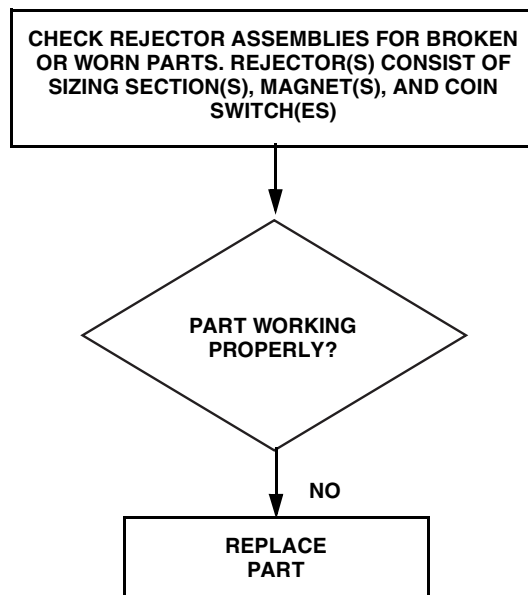 CHECK REJECTOR ASSEMBLIES FOR BROKEN
OR WORN PARTS. REJECTOR(S) CONSIST OF
SIZING SECTION(S), MAGNET(S), AND COIN
SWITCH(ES)
PART WORKING
PROPERLY?
NO
REPLACE
PART